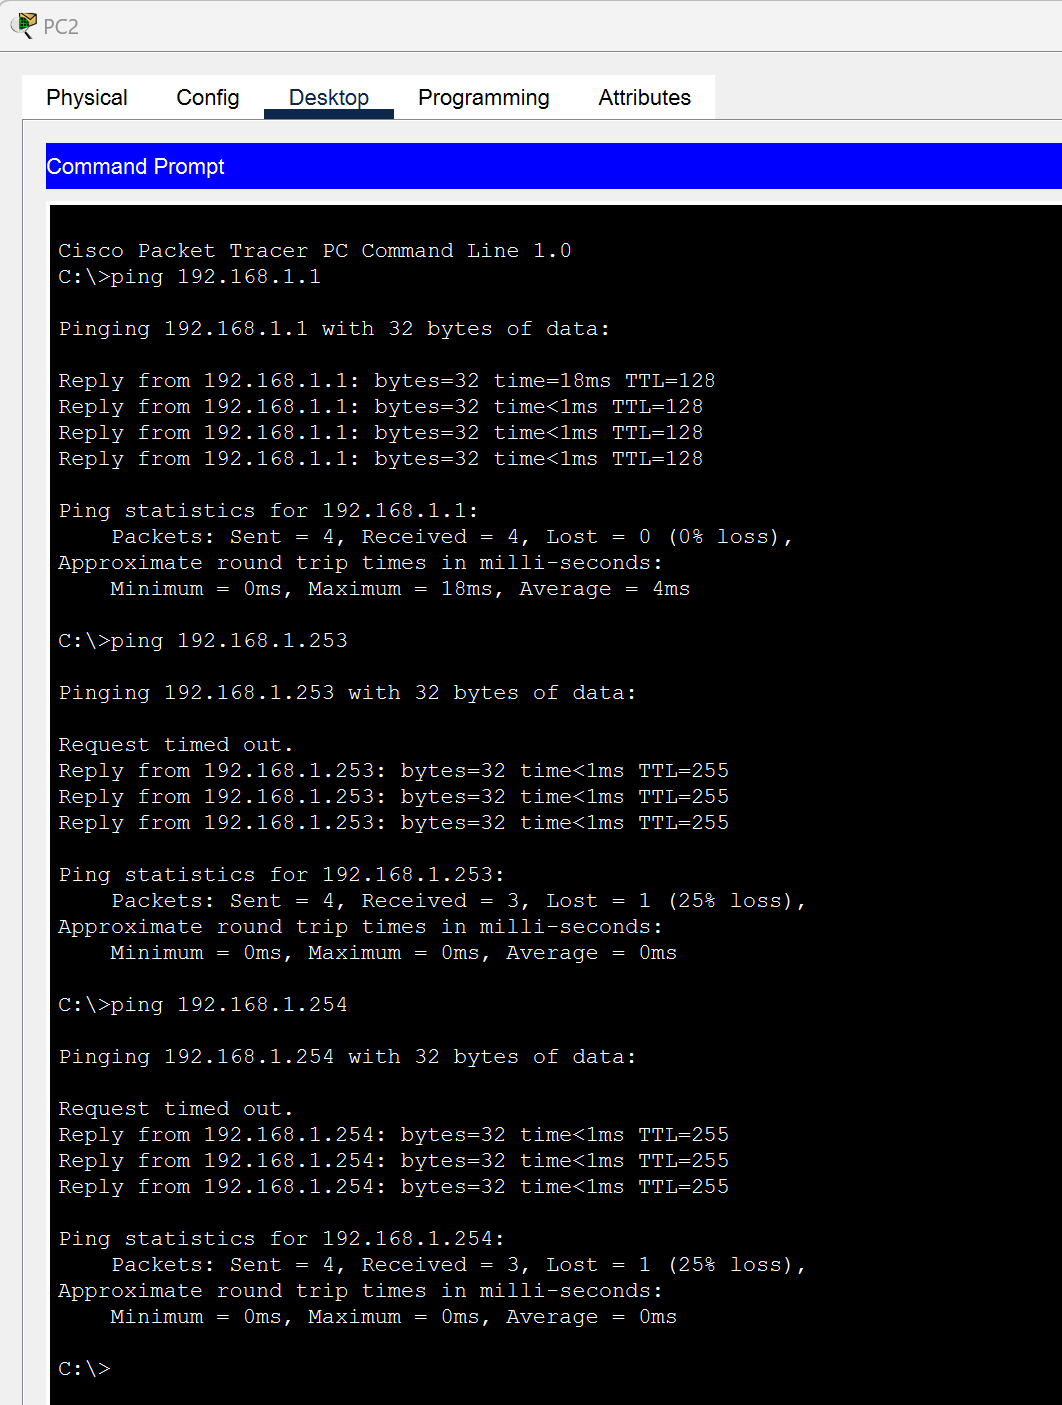 PC2
Physical Config Desktop Programming Attributes
Command Prompt
Cisco Packet Tracer PC Command Line 1.0
C:\>ping 192.168.1.1
Pinging 192.168.1.1 with 32 bytes of data:
Reply from 192.168.1.1: bytes=32 time=18ms TTL=128
Reply from 192.168.1.1: bytes=32 time<1ms TTL=128
Reply from 192.168.1.1: bytes=32 time<1ms TTL=128
Reply from 192.168.1.1: bytes=32 time<1ms TTL=128
Ping statistics for 192.168.1.1:
    Packets: Sent = 4, Received = 4, Lost = 0 (0% loss),
Approximate round trip times in milli-seconds:
    Minimum = 0ms, Maximum = 18ms, Average = 4ms
C:\>ping 192.168.1.253
Pinging 192.168.1.253 with 32 bytes of data:
Request timed out.
Reply from 192.168.1.253: bytes=32 time<1ms TTL=255
Reply from 192.168.1.253: bytes=32 time<1ms TTL=255
Reply from 192.168.1.253: bytes=32 time<1ms TTL=255
Ping statistics for 192.168.1.253:
    Packets: Sent = 4, Received = 3, Lost = 1 (25% loss),
Approximate round trip times in milli-seconds:
    Minimum = 0ms, Maximum = 0ms, Average = 0ms
C:\>ping 192.168.1.254
Pinging 192.168.1.254 with 32 bytes of data:
Request timed out.
Reply from 192.168.1.254: bytes=32 time<1ms TTL=255
Reply from 192.168.1.254: bytes=32 time<1ms TTL=255
Reply from 192.168.1.254: bytes=32 time<1ms TTL=255
Ping statistics for 192.168.1.254:
    Packets: Sent = 4, Received = 3, Lost = 1 (25% loss),
Approximate round trip times in milli-seconds:
    Minimum = 0ms, Maximum = 0ms, Average = 0ms
C:\>